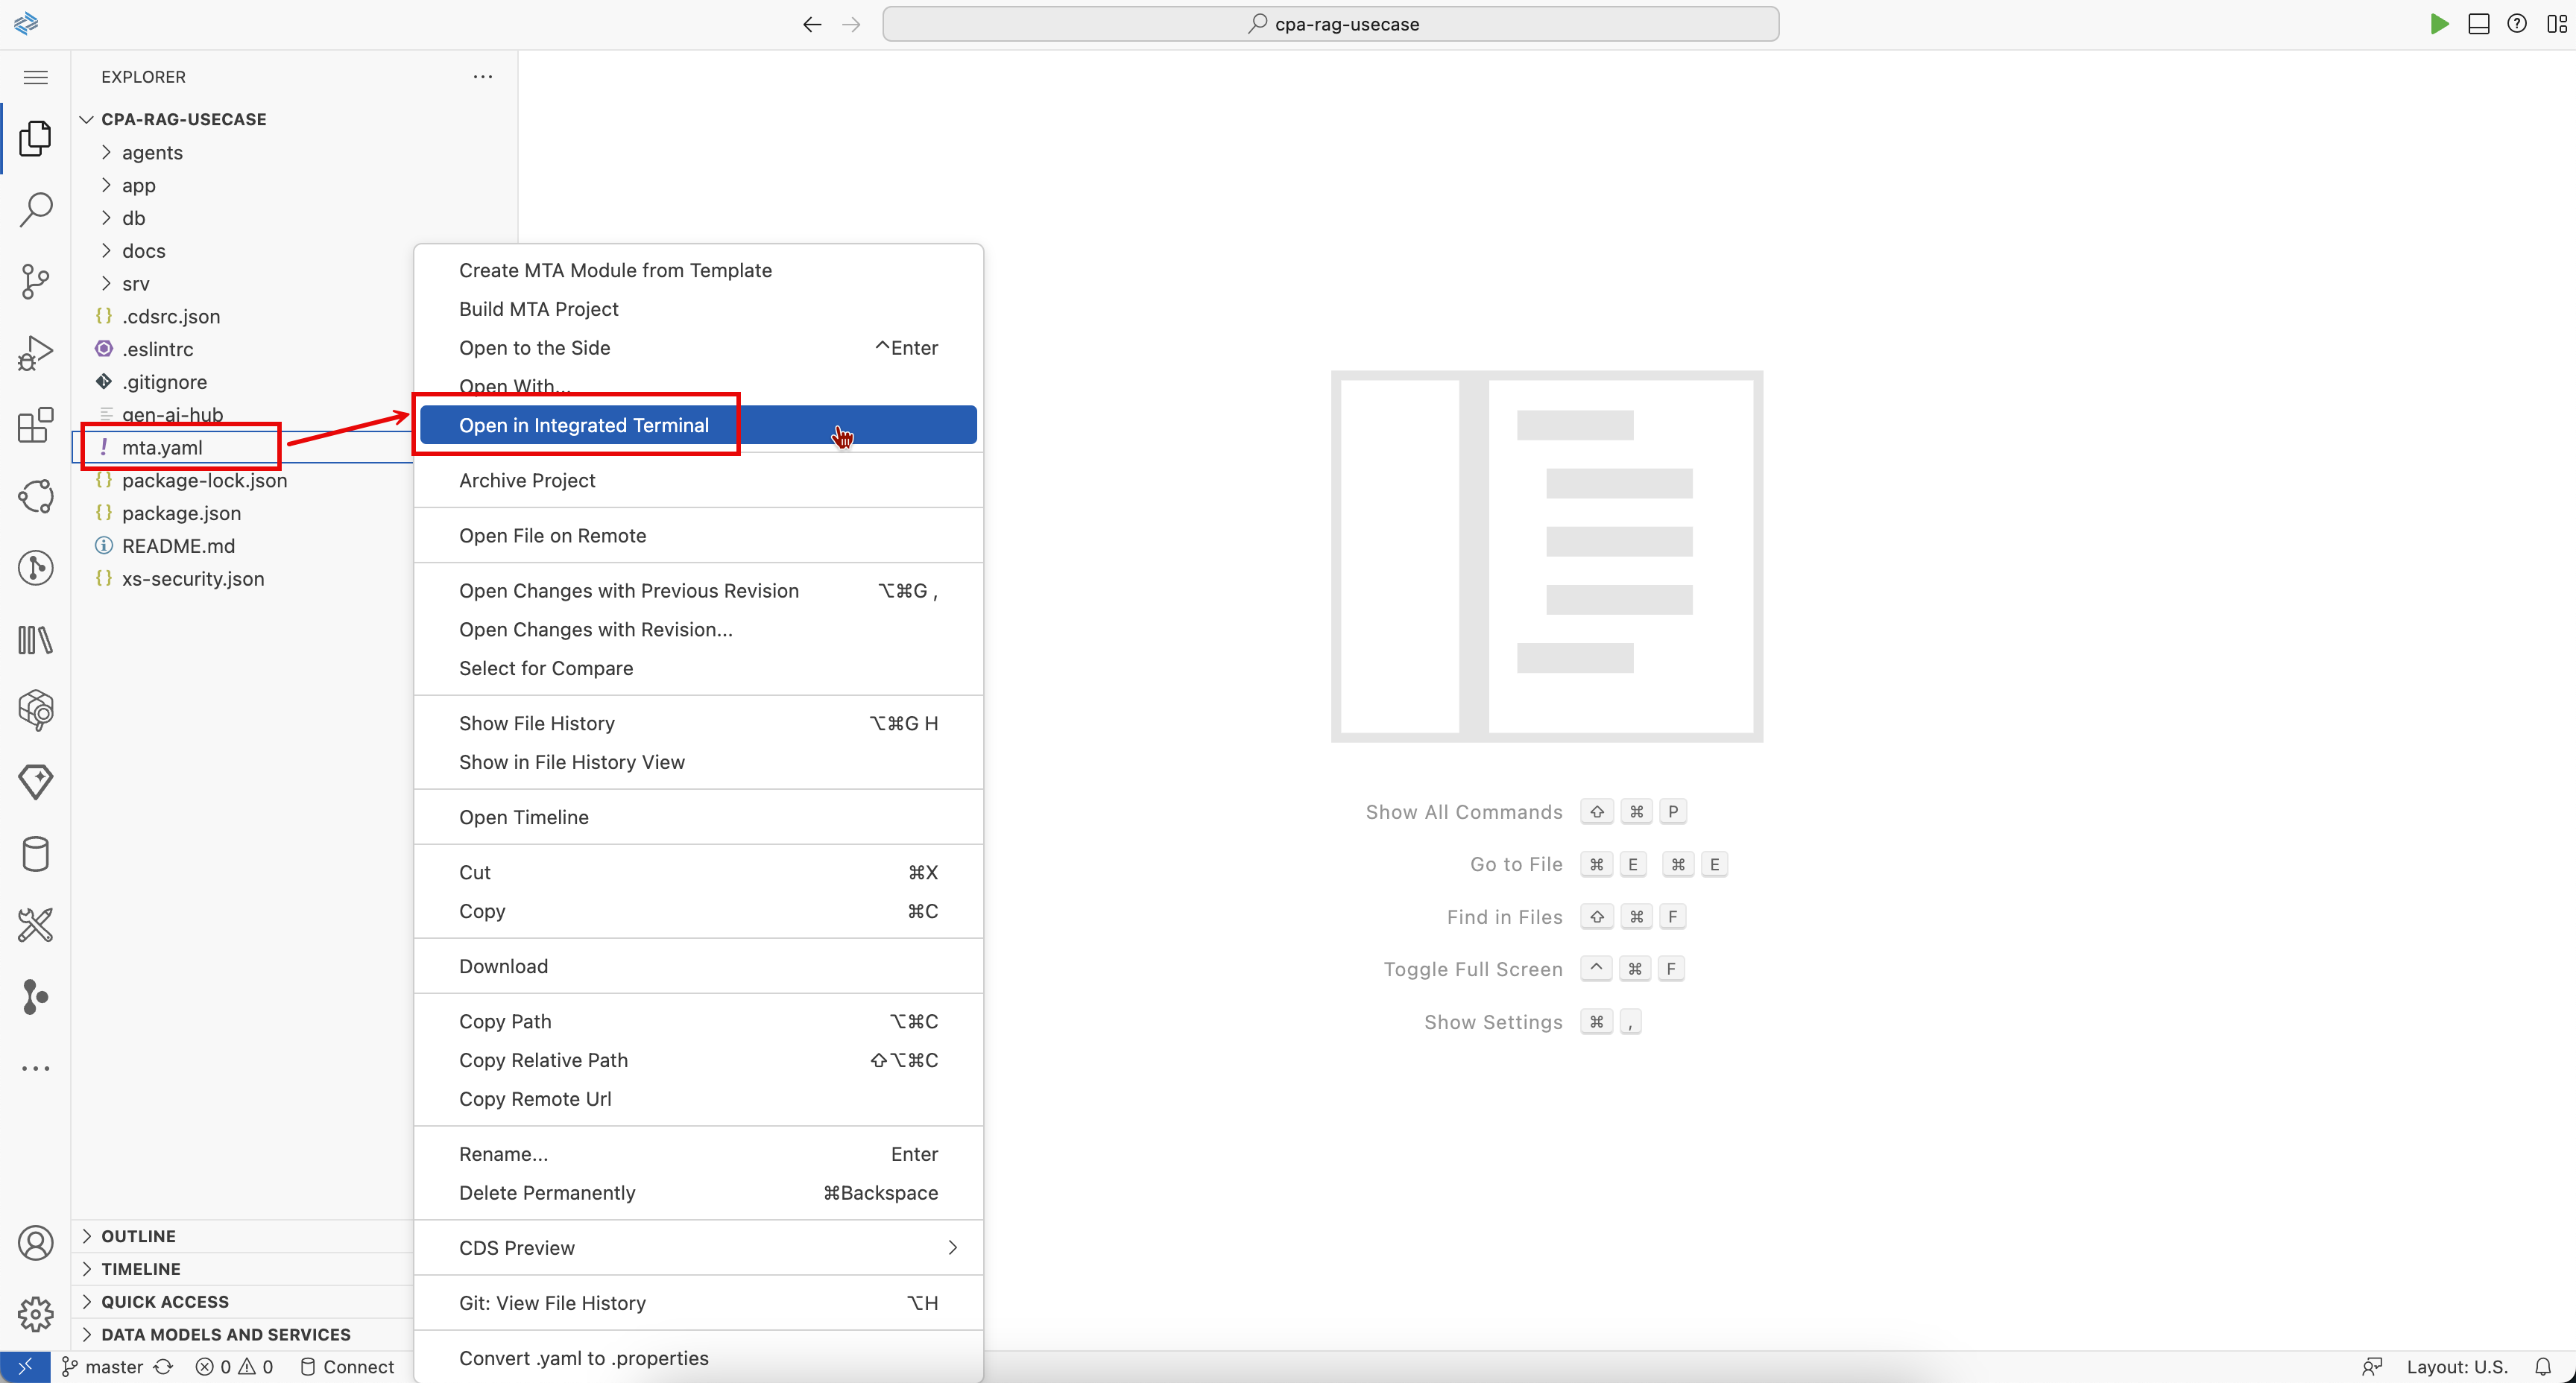 cpa-rag-usecase
EXPLORER
CPA-RAG-USECASE
agents
app
db
docs
srv
.cdsrc.json
.eslintrc
.gitignore
gen-ai-hub
mta.yaml
package-lock.json
package.json
README.md
xs-security.json
OUTLINE
TIMELINE
QUICK ACCESS
DATA MODELS AND SERVICES
Create MTA Module from Template
Build MTA Project
Open to the Side ^Enter
Open With...
Open in Integrated Terminal
Archive Project
Open File on Remote
Open Changes with Previous Revision ⌥⌘G ,
Open Changes with Revision...
Select for Compare
Show File History ⌥⌘G H
Show in File History View
Open Timeline
Cut ⌘X
Copy ⌘C
Download
Copy Path ⌥⌘C
Copy Relative Path ⇧⌥⌘C
Copy Remote Url
Rename... Enter
Delete Permanently ⌘Backspace
CDS Preview
Git: View File History ⌥H
Convert .yaml to .properties
Show All Commands ⇧ ⌘ P
Go to File ⌘ E ⌘ E
Find in Files ⇧ ⌘ F
Toggle Full Screen ^ ⌘ F
Show Settings ⌘ ,
master 0 0 Connect
Layout: U.S.